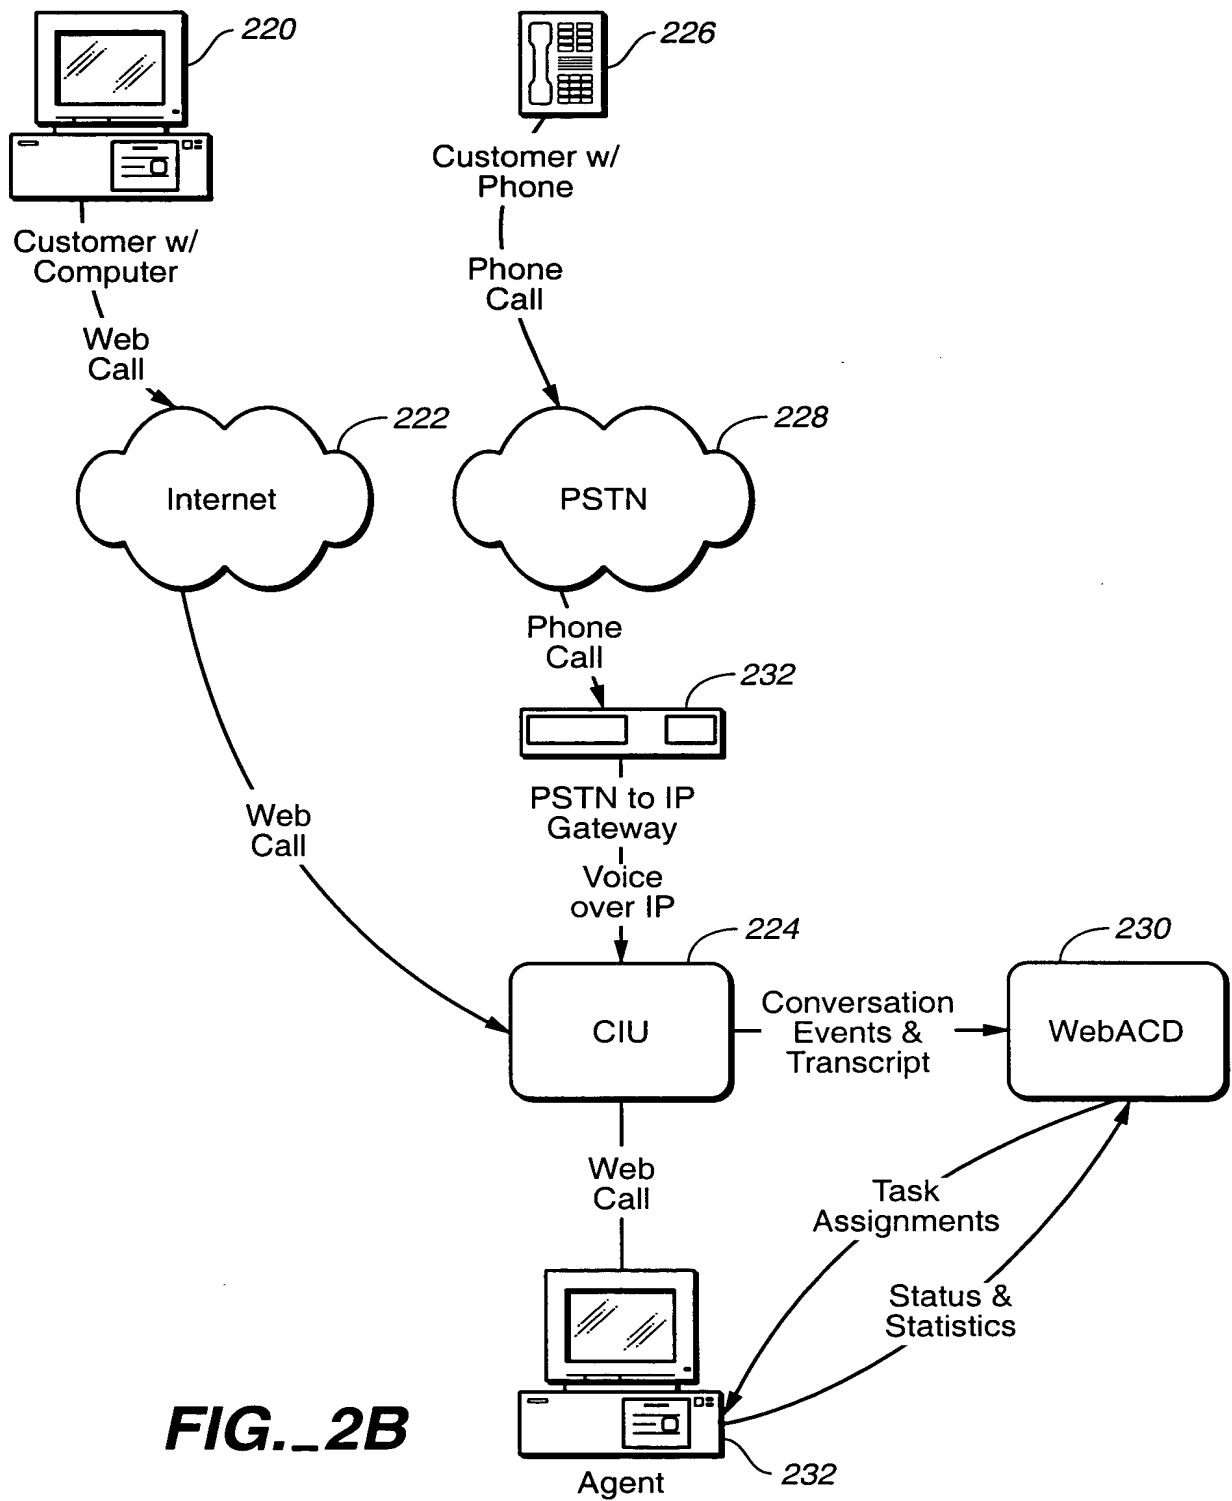 220
226
Customer w/
Phone
Customer w/
Computer
Phone
Call
Web
Call
222
228
Internet
PSTN
Phone
Call
232
PSTN to IP
Gateway
Web
Call
Voice
over IP
224
230
CIU
Conversation
Events &
Transcript
WebACD
Web
Call
Task
Assignments
Status &
Statistics
FIG._2B
232
Agent